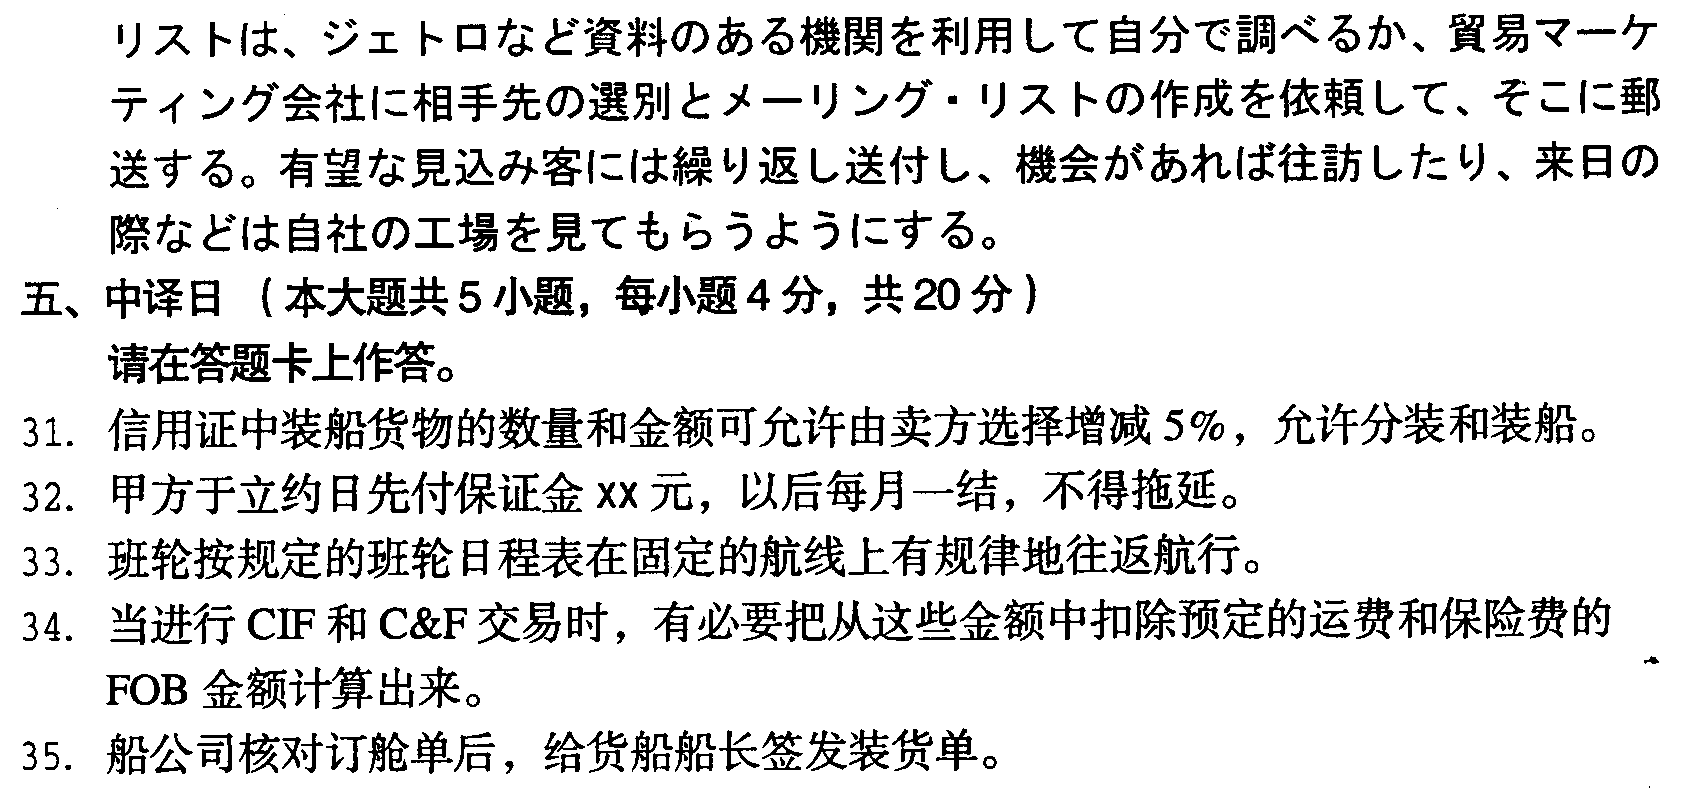 リストは、ジェトロなど資料のある機関を利用して自分で調べるか、貿易マーケ
ティング会社に相手先の選別とメーリング・リストの作成を依頼して、そこに郵
送する。有望な見込み客には繰り返し送付し、機会があれば往訪したり、来日の
際などは自社の工場を見てもらうようにする。
五、中译日 （本大题共 5 小题，每小题 4 分，共 20 分）
请在答题卡上作答。
31. 信用证中装船货物的数量和金额可允许由卖方选择增减 5%，允许分装和装船。
32. 甲方于立约日先付保证金 xx 元，以后每月一结，不得拖延。
33. 班轮按规定的班轮日程表在固定的航线上有规律地往返航行。
34. 当进行 CIF 和 C&F 交易时，有必要把从这些金额中扣除预定的运费和保险费的
FOB 金额计算出来。
35. 船公司核对订舱单后，给货船船长签发装货单。